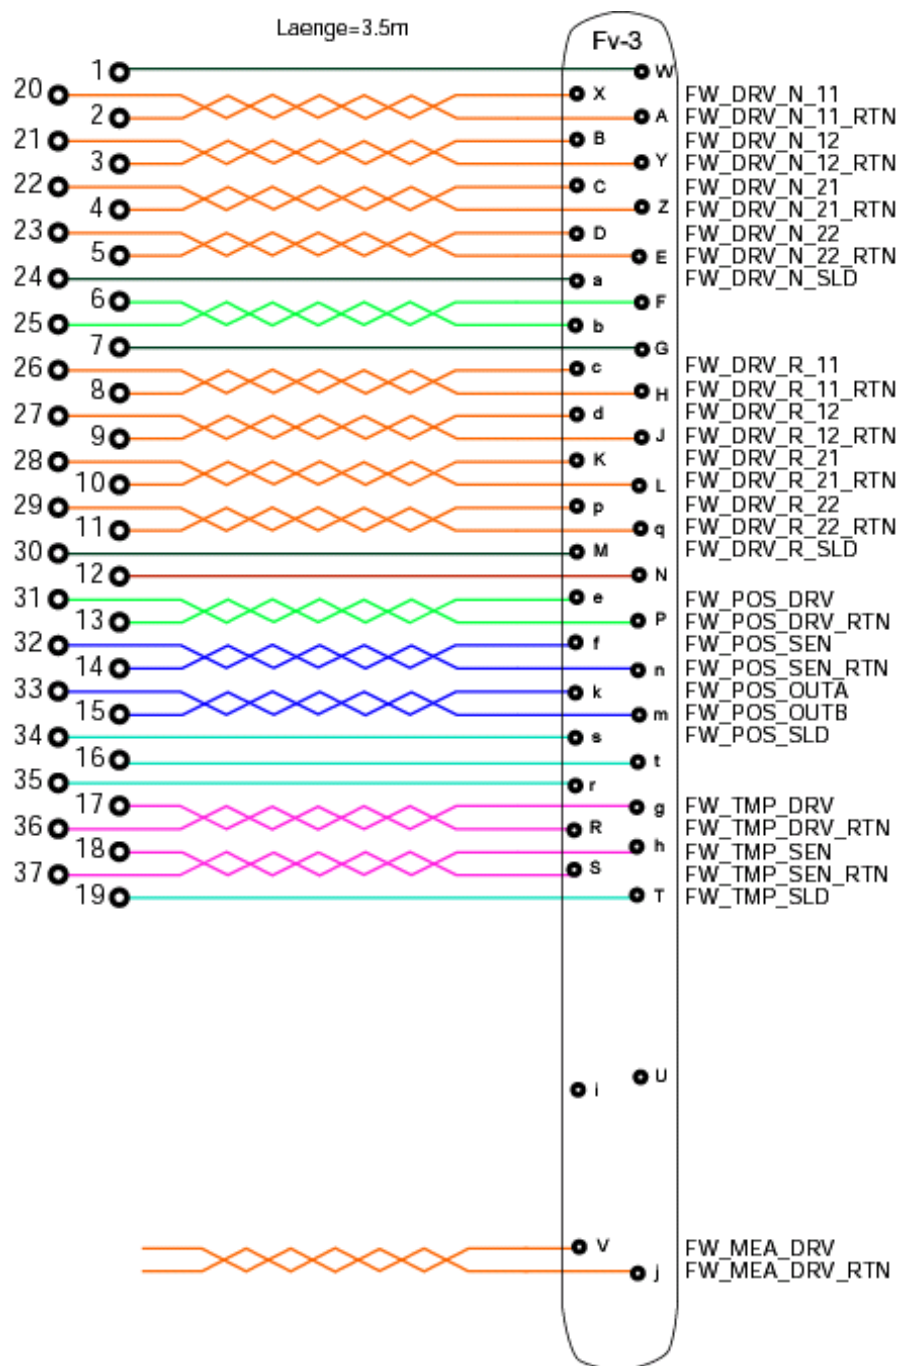 Laenge=3.5m
Fv-3
1 W
20 X FW_DRV_N_11
2 A FW_DRV_N_11_RTN
21 B FW_DRV_N_12
3 Y FW_DRV_N_12_RTN
22 C FW_DRV_N_21
4 Z FW_DRV_N_21_RTN
23 D FW_DRV_N_22
5 E FW_DRV_N_22_RTN
24 a FW_DRV_N_SLD
6 F
25 b
7 G
26 c FW_DRV_R_11
8 H FW_DRV_R_11_RTN
27 d FW_DRV_R_12
9 J FW_DRV_R_12_RTN
28 K FW_DRV_R_21
10 L FW_DRV_R_21_RTN
29 p FW_DRV_R_22
11 q FW_DRV_R_22_RTN
30 M FW_DRV_R_SLD
12 N
31 e FW_POS_DRV
13 P FW_POS_DRV_RTN
32 f FW_POS_SEN
14 n FW_POS_SEN_RTN
33 k FW_POS_OUTA
15 m FW_POS_OUTB
34 s FW_POS_SLD
16 t
35 r
17 g FW_TMP_DRV
36 R FW_TMP_DRV_RTN
18 h FW_TMP_SEN
37 S FW_TMP_SEN_RTN
19 T FW_TMP_SLD
U
i
V FW_MEA_DRV
j FW_MEA_DRV_RTN